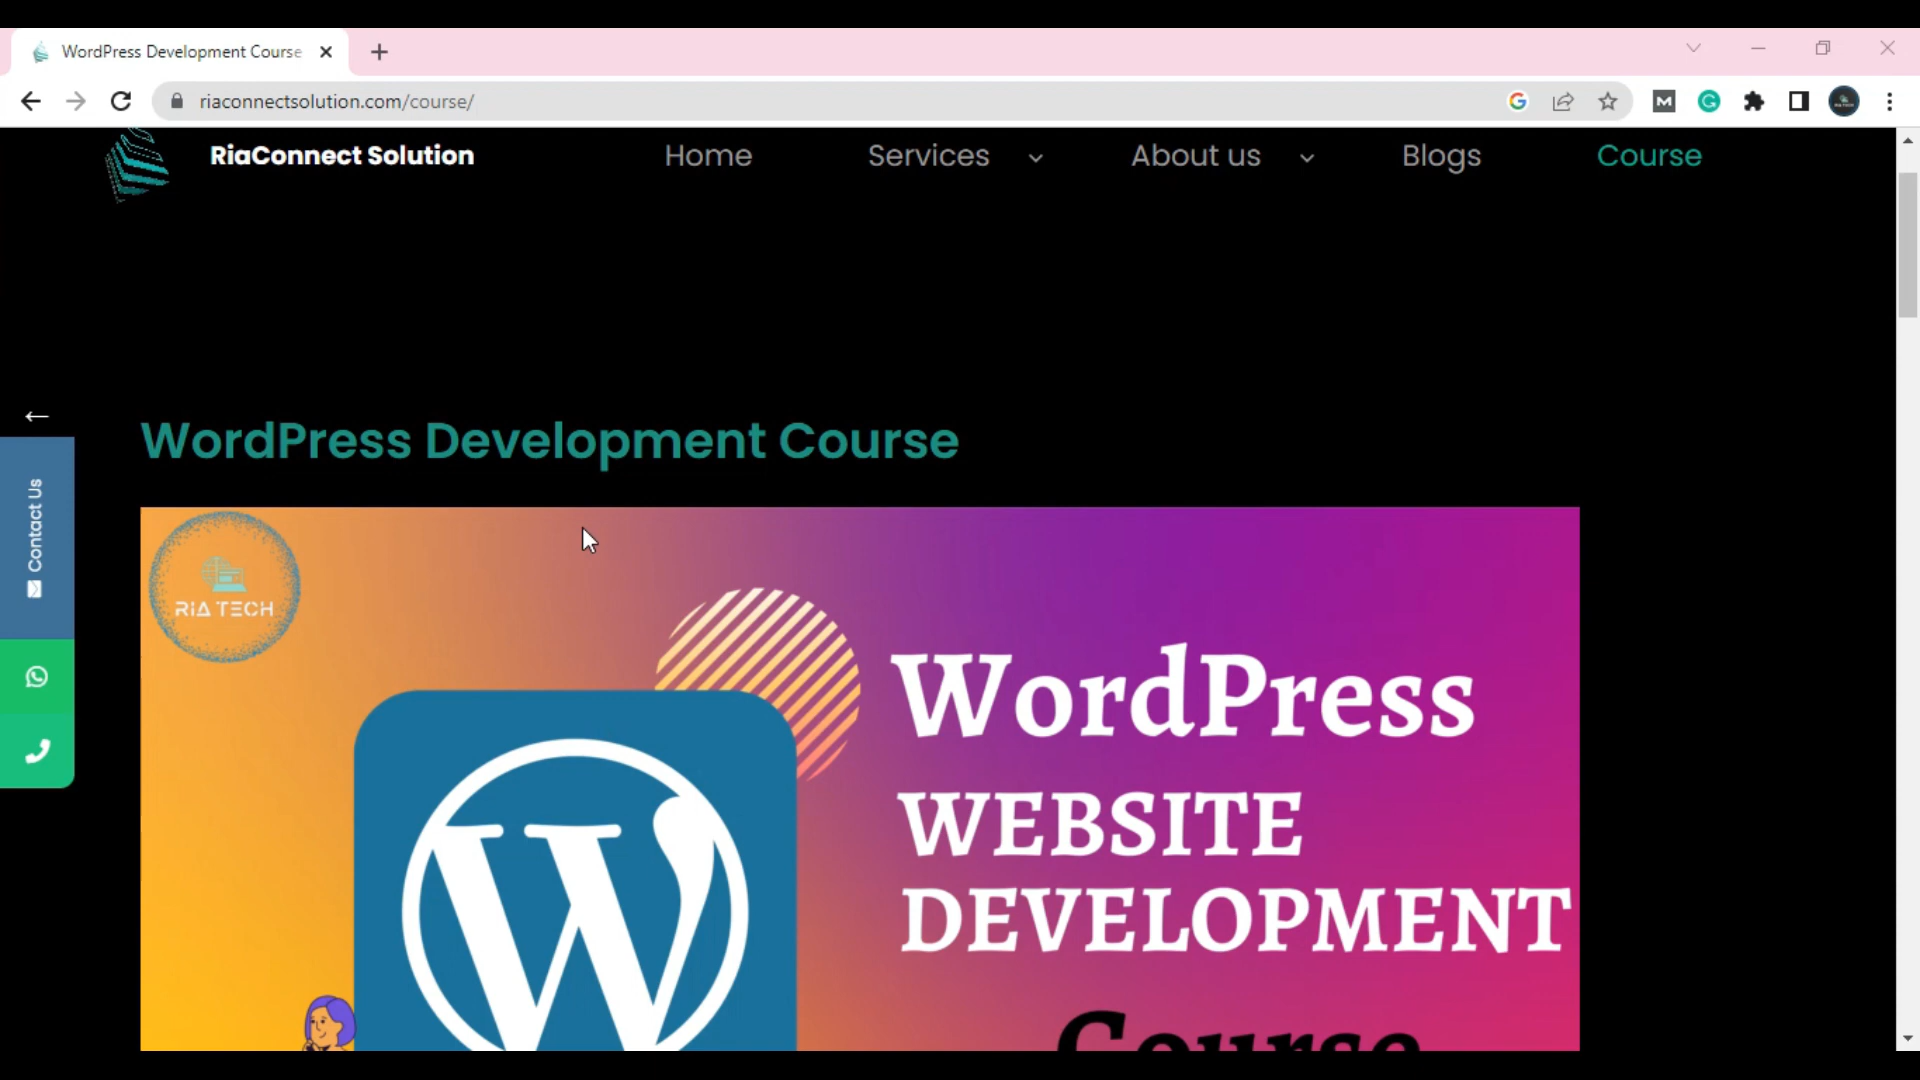 WordPress Development Course
riaconnectsolution.com/course/
RiaConnect Solution
Home
Services
About us
Blogs
Course
WordPress Development Course
Contact Us
RIA TECH
WordPress
WEBSITE
DEVELOPMENT
Course